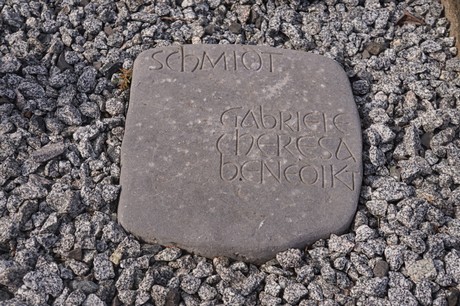 SCHMIDT
GABRIELE
THERESA
BENEDIKT